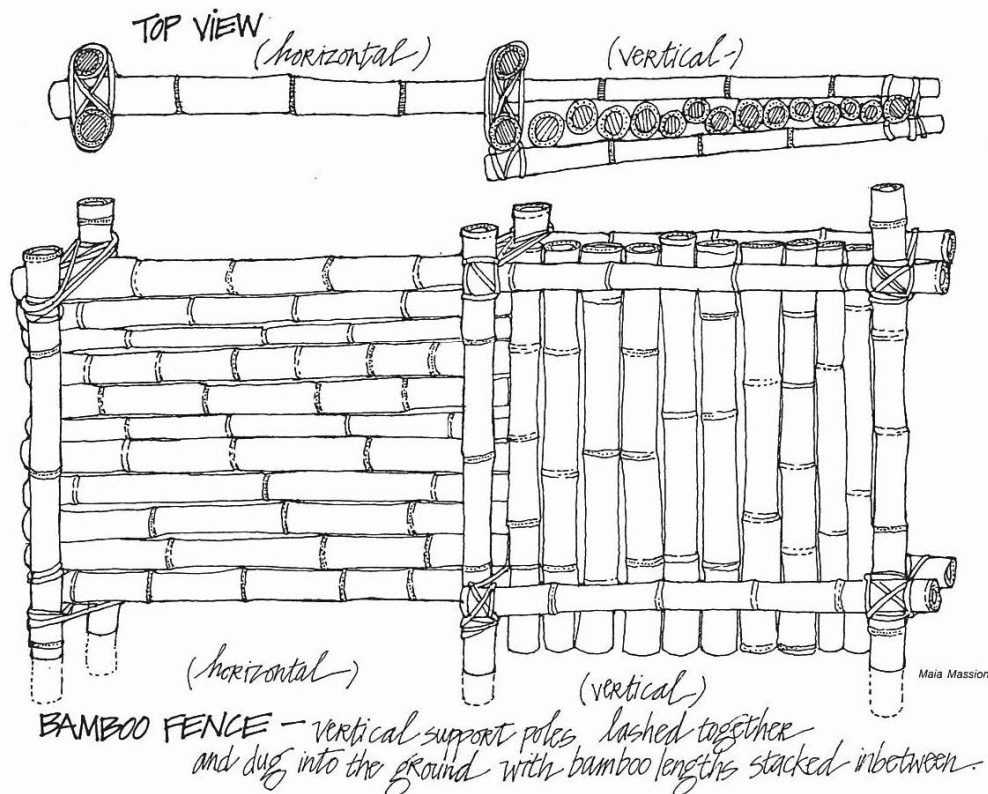 TOP VIEW
(horizontal) (vertical)
(horizontal) (vertical)
Maia Massion
BAMBOO FENCE — vertical support poles lashed together
and dug into the ground with bamboo lengths stacked inbetween.